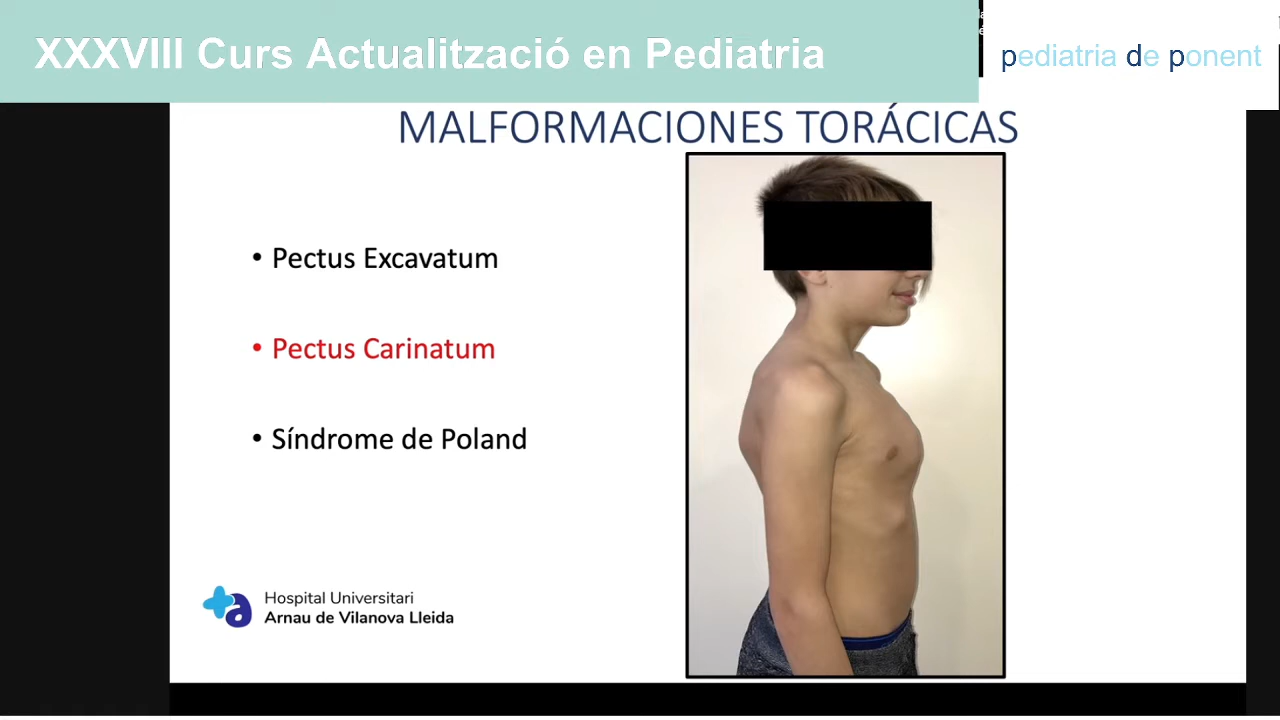 XXXVIII Curs Actualització en Pediatria
pediatria de ponent
MALFORMACIONES TORÁCICAS
• Pectus Excavatum
• Pectus Carinatum
• Síndrome de Poland
a
Hospital Universitari
Arnau de Vilanova Lleida